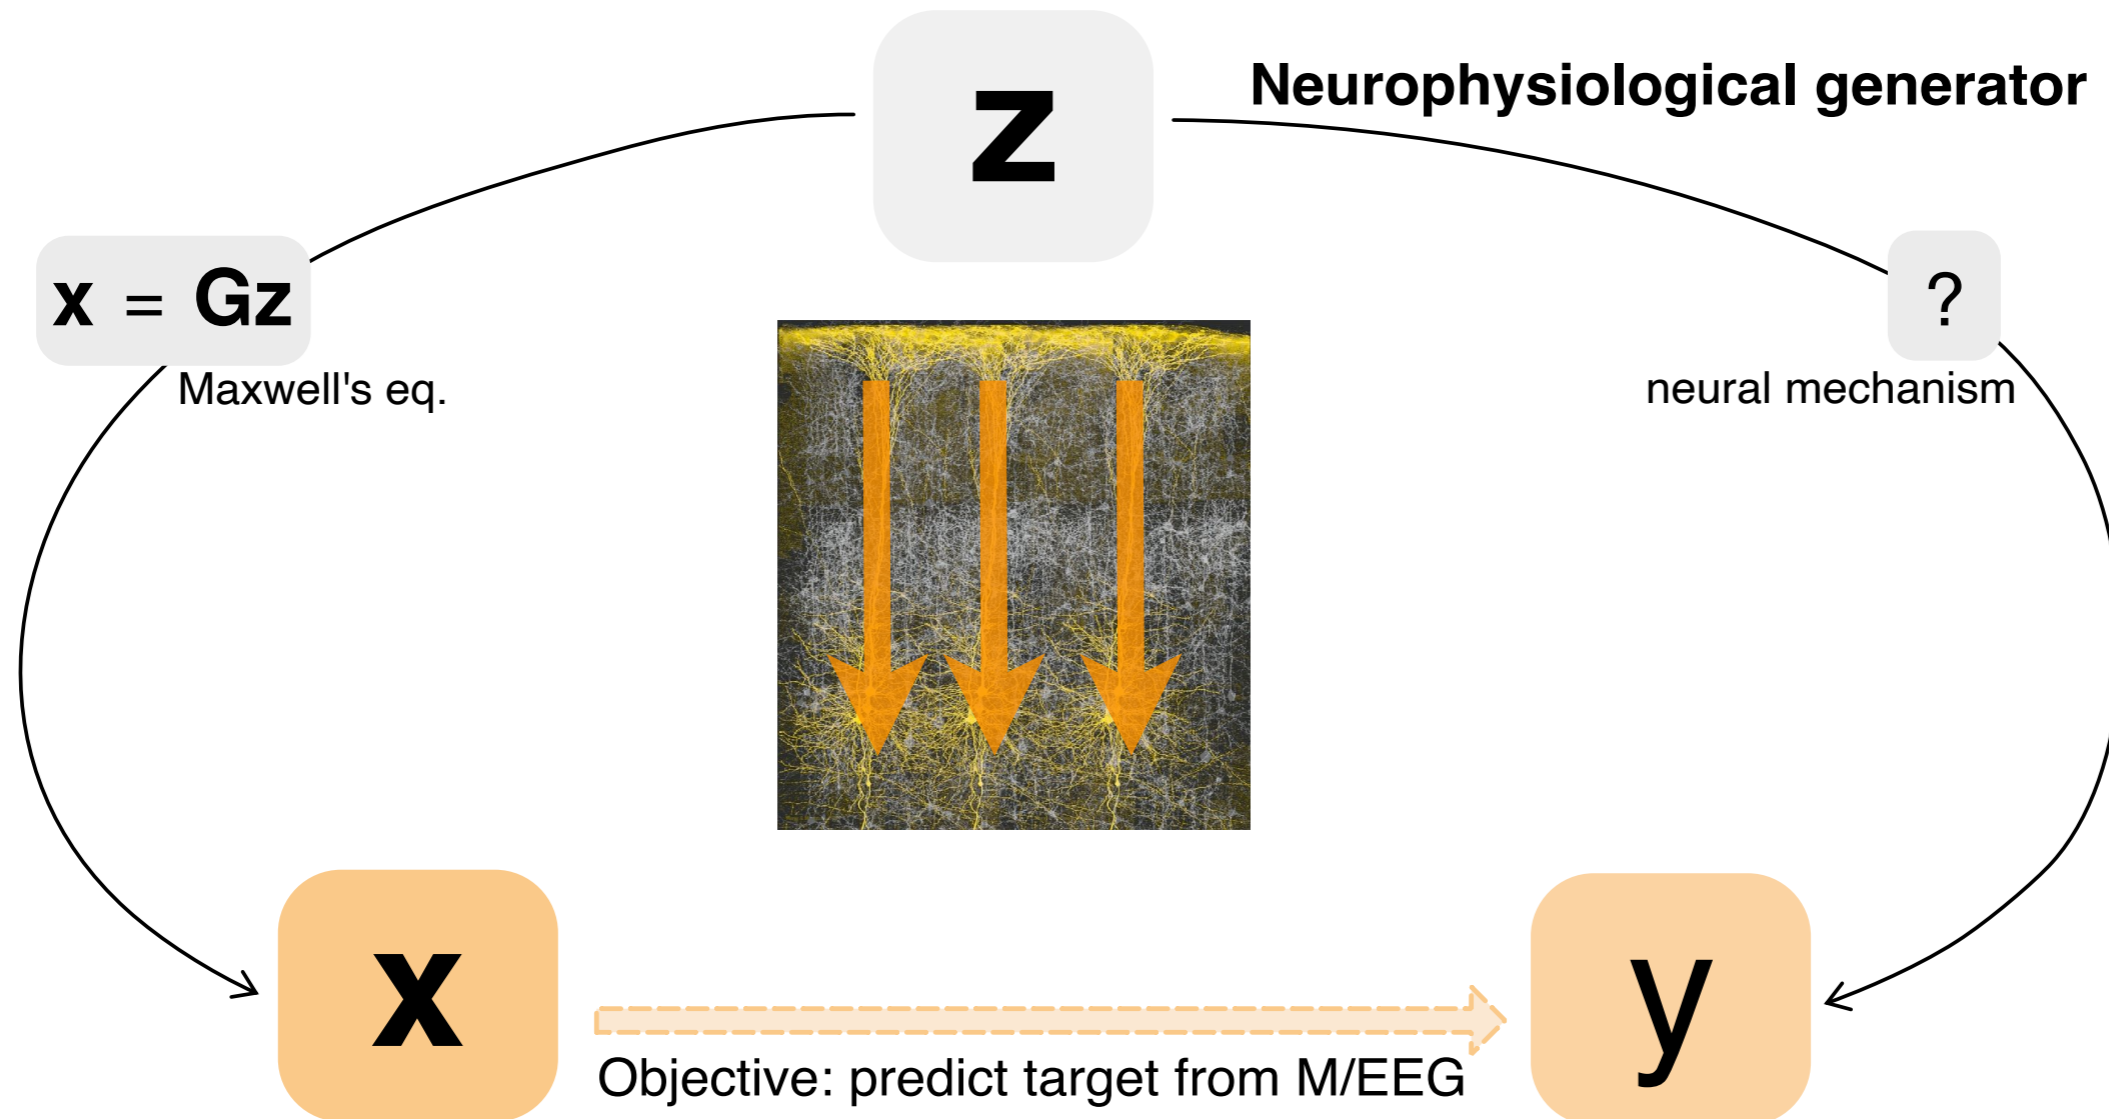 z
Neurophysiological generator
x = Gz
?
Maxwell's eq.
neural mechanism
x
y
Objective: predict target from M/EEG